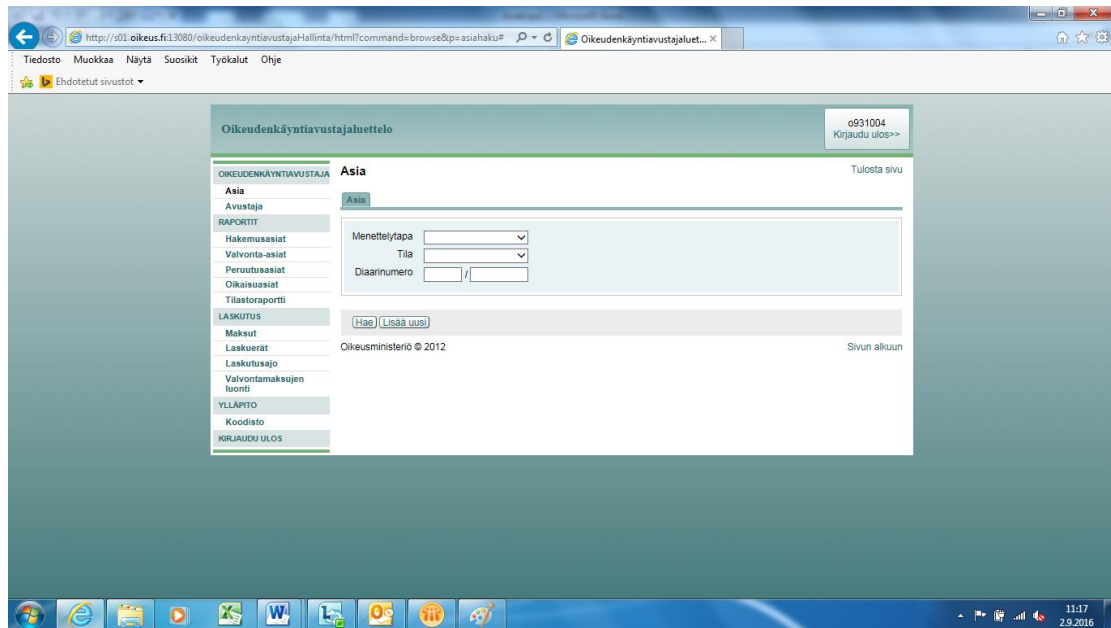 http://s01.oikeus.fi:13080/oikeudenkayntiavustajaHallinta/html?command=browse&p=asiahaku#
Oikeudenkäyntiavustajaluet...
Tiedosto Muokkaa Näytä Suosikit Työkalut Ohje
Ehdotetut sivustot
Oikeudenkäyntiavustajaluettelo
o931004
Kirjaudu ulos>>
OIKEUDENKÄYNTIAVUSTAJA
Asia
Avustaja
RAPORTIT
Hakemusasiat
Valvonta-asiat
Peruutusasiat
Oikaisuasiat
Tilastoraportti
LASKUTUS
Maksut
Laskuerät
Laskutusajo
Valvontamaksujen
luonti
YLLÄPITO
Koodisto
KIRJAUDU ULOS
Asia
Tulosta sivu
Asia
Menettelytapa
Tila
Diaarinumero /
Hae Lisää uusi
Oikeusministeriö © 2012
Sivun alkuun
11:17
2.9.2016